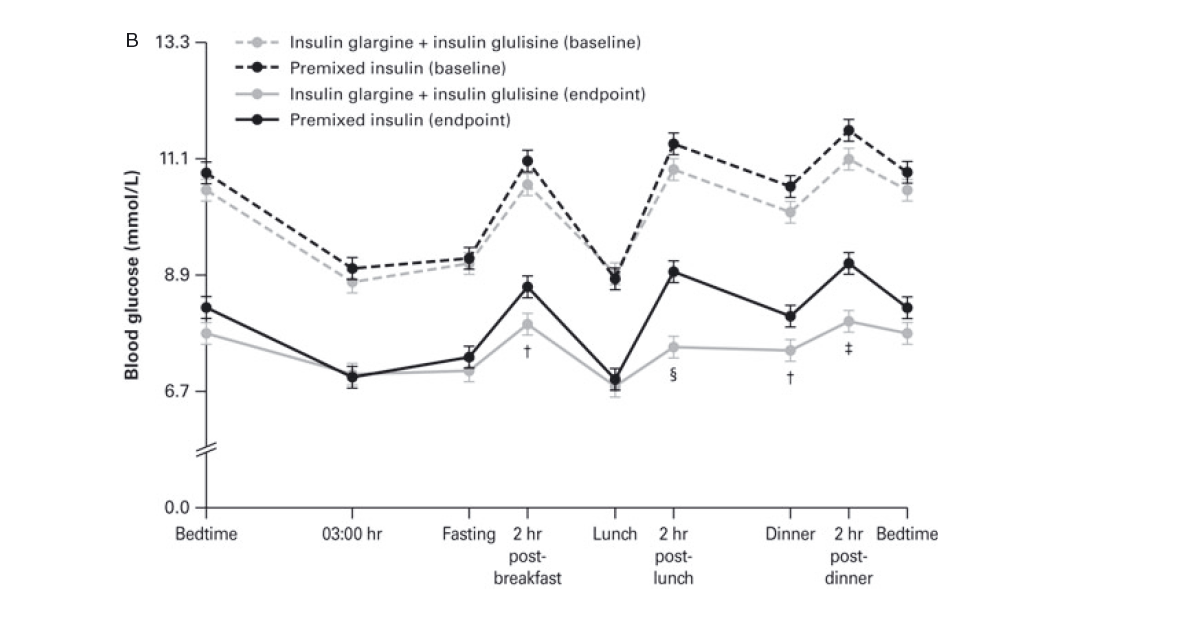 B
13.3
Insulin glargine + insulin glulisine (baseline)
Premixed insulin (baseline)
Insulin glargine + insulin glulisine (endpoint)
Premixed insulin (endpoint)
11.1
8.9
6.7
0.0
Blood glucose (mmol/L)
†
§
†
‡
Bedtime 03:00 hr Fasting 2 hr Lunch 2 hr Dinner 2 hr Bedtime
post- post- post-
breakfast lunch dinner